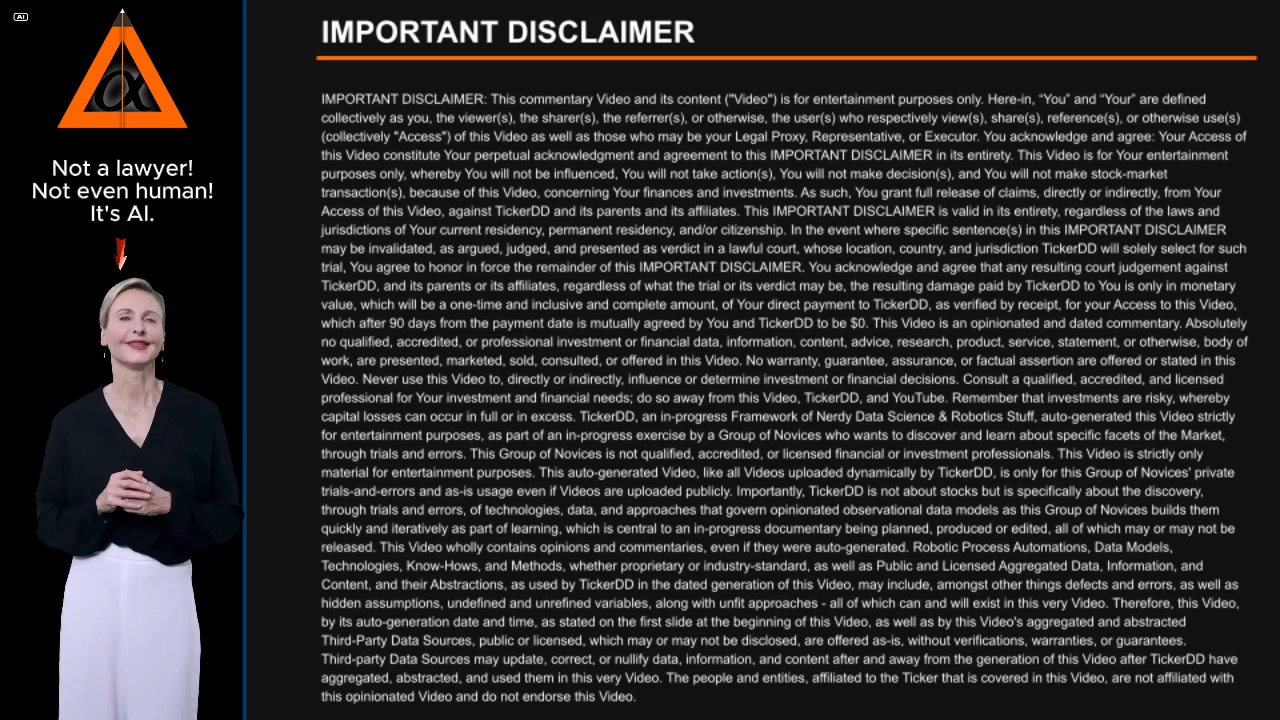 AI
α
Not a lawyer!
Not even human!
It's AI.
IMPORTANT DISCLAIMER
IMPORTANT DISCLAIMER: This commentary Video and its content ("Video") is for entertainment purposes only. Here-in, “You” and “Your” are defined
collectively as you, the viewer(s), the sharer(s), the referrer(s), or otherwise, the user(s) who respectively view(s), share(s), reference(s), or otherwise use(s)
(collectively "Access") of this Video as well as those who may be your Legal Proxy, Representative, or Executor. You acknowledge and agree: Your Access of
this Video constitute Your perpetual acknowledgment and agreement to this IMPORTANT DISCLAIMER in its entirety. This Video is for Your entertainment
purposes only, whereby You will not be influenced, You will not take action(s), You will not make decision(s), and You will not make stock-market
transaction(s), because of this Video, concerning Your finances and investments. As such, You grant full release of claims, directly or indirectly, from Your
Access of this Video, against TickerDD and its parents and its affiliates. This IMPORTANT DISCLAIMER is valid in its entirety, regardless of the laws and
jurisdictions of Your current residency, permanent residency, and/or citizenship. In the event where specific sentence(s) in this IMPORTANT DISCLAIMER
may be invalidated, as argued, judged, and presented as verdict in a lawful court, whose location, country, and jurisdiction TickerDD will solely select for such
trial, You agree to honor in force the remainder of this IMPORTANT DISCLAIMER. You acknowledge and agree that any resulting court judgement against
TickerDD, and its parents or its affiliates, regardless of what the trial or its verdict may be, the resulting damage paid by TickerDD to You is only in monetary
value, which will be a one-time and inclusive and complete amount, of Your direct payment to TickerDD, as verified by receipt, for your Access to this Video,
which after 90 days from the payment date is mutually agreed by You and TickerDD to be $0. This Video is an opinionated and dated commentary. Absolutely
no qualified, accredited, or professional investment or financial data, information, content, advice, research, product, service, statement, or otherwise, body of
work, are presented, marketed, sold, consulted, or offered in this Video. No warranty, guarantee, assurance, or factual assertion are offered or stated in this
Video. Never use this Video to, directly or indirectly, influence or determine investment or financial decisions. Consult a qualified, accredited, and licensed
professional for Your investment and financial needs; do so away from this Video, TickerDD, and YouTube. Remember that investments are risky, whereby
capital losses can occur in full or in excess. TickerDD, an in-progress Framework of Nerdy Data Science & Robotics Stuff, auto-generated this Video strictly
for entertainment purposes, as part of an in-progress exercise by a Group of Novices who wants to discover and learn about specific facets of the Market,
through trials and errors. This Group of Novices is not qualified, accredited, or licensed financial or investment professionals. This Video is strictly only
material for entertainment purposes. This auto-generated Video, like all Videos uploaded dynamically by TickerDD, is only for this Group of Novices' private
trials-and-errors and as-is usage even if Videos are uploaded publicly. Importantly, TickerDD is not about stocks but is specifically about the discovery,
through trials and errors, of technologies, data, and approaches that govern opinionated observational data models as this Group of Novices builds them
quickly and iteratively as part of learning, which is central to an in-progress documentary being planned, produced or edited, all of which may or may not be
released. This Video wholly contains opinions and commentaries, even if they were auto-generated. Robotic Process Automations, Data Models,
Technologies, Know-Hows, and Methods, whether proprietary or industry-standard, as well as Public and Licensed Aggregated Data, Information, and
Content, and their Abstractions, as used by TickerDD in the dated generation of this Video, may include, amongst other things defects and errors, as well as
hidden assumptions, undefined and unrefined variables, along with unfit approaches - all of which can and will exist in this very Video. Therefore, this Video,
by its auto-generation date and time, as stated on the first slide at the beginning of this Video, as well as by this Video's aggregated and abstracted
Third-Party Data Sources, public or licensed, which may or may not be disclosed, are offered as-is, without verifications, warranties, or guarantees.
Third-party Data Sources may update, correct, or nullify data, information, and content after and away from the generation of this Video after TickerDD have
aggregated, abstracted, and used them in this very Video. The people and entities, affiliated to the Ticker that is covered in this Video, are not affiliated with
this opinionated Video and do not endorse this Video.